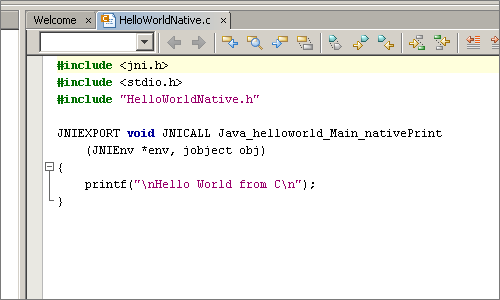 Welcome
HelloWorldNative.c
#include <jni.h>
#include <stdio.h>
#include "HelloWorldNative.h"
JNIEXPORT void JNICALL Java_helloworld_Main_nativePrint
(JNIEnv *env, jobject obj)
{
printf("\nHello World from C\n");
}